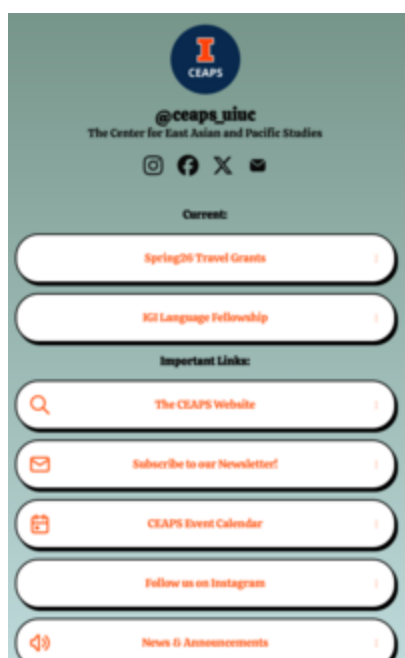 I
CEAPS
@ceaps_uiuc
The Center for East Asian and Pacific Studies
Current:
Spring26 Travel Grants
IGI Language Fellowship
Important Links:
The CEAPS Website
Subscribe to our Newsletter!
CEAPS Event Calendar
Follow us on Instagram
News & Announcements